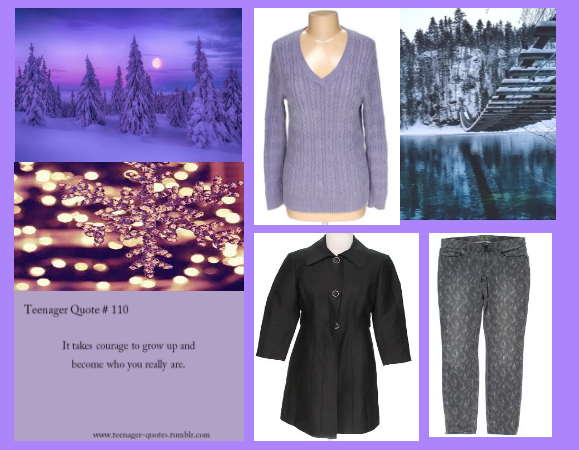 Teenager Quote # 110
It takes courage to grow up and
become who you really are.
www.teenager-quotes.tumblr.com